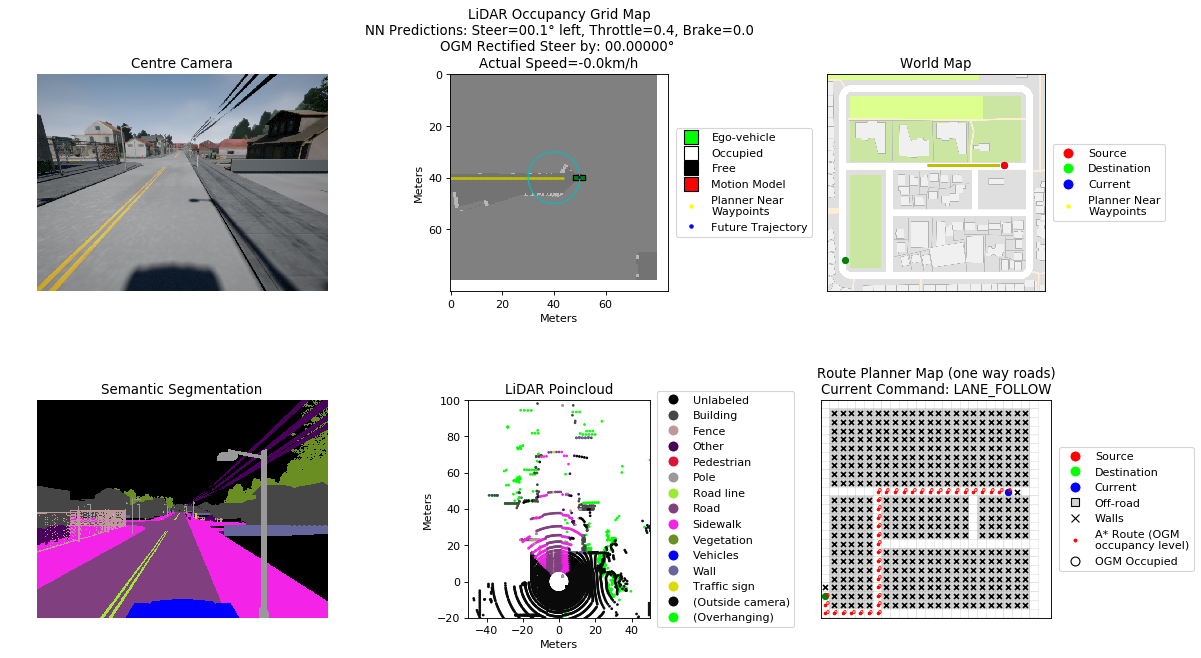 LiDAR Occupancy Grid Map
NN Predictions: Steer=00.1° left, Throttle=0.4, Brake=0.0
OGM Rectified Steer by: 00.00000°
Actual Speed=-0.0km/h
Centre Camera
World Map
0
20
40
60
Meters
0
20
40
60
Meters
Ego-vehicle
Occupied
Free
Motion Model
Planner Near
Waypoints
Future Trajectory
Source
Destination
Current
Planner Near
Waypoints
Semantic Segmentation
LiDAR Poincloud
Route Planner Map (one way roads)
Current Command: LANE_FOLLOW
100
80
60
40
20
0
−20
Meters
−40
−20
0
20
40
Meters
Unlabeled
Building
Fence
Other
Pedestrian
Pole
Road line
Road
Sidewalk
Vegetation
Vehicles
Wall
Traffic sign
(Outside camera)
(Overhanging)
Source
Destination
Current
Off-road
Walls
A* Route (OGM
occupancy level)
OGM Occupied